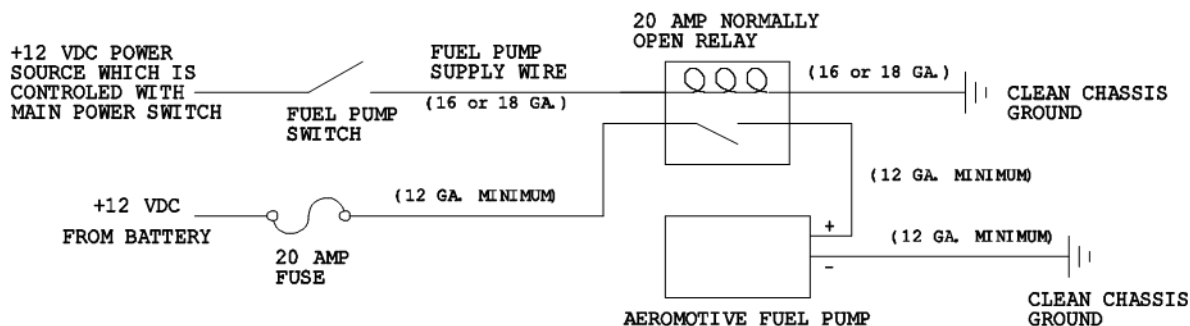 +12 VDC POWER
SOURCE WHICH IS
CONTROLED WITH
MAIN POWER SWITCH
FUEL PUMP
SWITCH
FUEL PUMP
SUPPLY WIRE
(16 or 18 GA.)
20 AMP NORMALLY
OPEN RELAY
(16 or 18 GA.)
CLEAN CHASSIS
GROUND
+12 VDC
FROM BATTERY
20 AMP
FUSE
(12 GA. MINIMUM)
(12 GA. MINIMUM)
+
-
(12 GA. MINIMUM)
CLEAN CHASSIS
GROUND
AEROMOTIVE FUEL PUMP